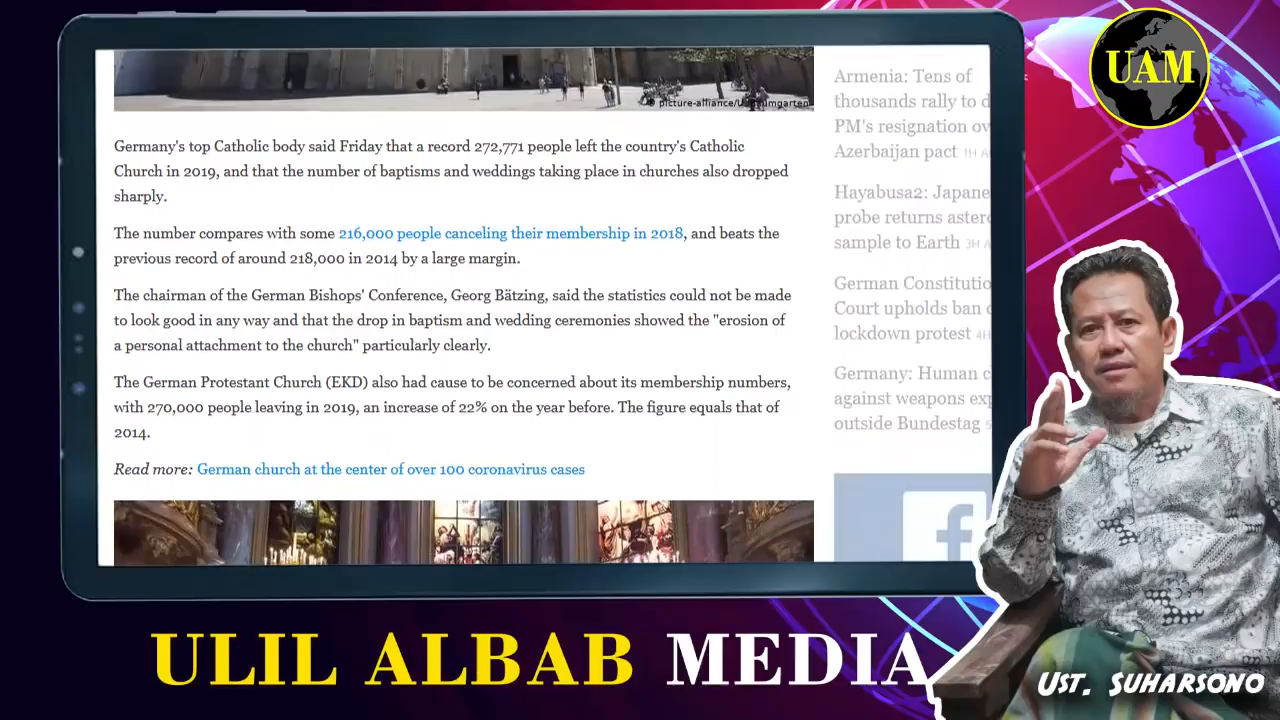 picture-alliance/
Germany's top Catholic body said Friday that a record 272,771 people left the country's Catholic
Church in 2019, and that the number of baptisms and weddings taking place in churches also dropped
sharply.
The number compares with some 216,000 people canceling their membership in 2018, and beats the
previous record of around 218,000 in 2014 by a large margin.
The chairman of the German Bishops' Conference, Georg Bätzing, said the statistics could not be made
to look good in any way and that the drop in baptism and wedding ceremonies showed the "erosion of
a personal attachment to the church" particularly clearly.
The German Protestant Church (EKD) also had cause to be concerned about its membership numbers,
with 270,000 people leaving in 2019, an increase of 22% on the year before. The figure equals that of
2014.
Read more: German church at the center of over 100 coronavirus cases
Armenia: Tens of
thousands rally to d
PM's resignation ov
Azerbaijan pact 1H A
Hayabusa2: Japane
probe returns astero
sample to Earth 3H A
German Constitutio
Court upholds ban o
lockdown protest 4H
Germany: Human c
against weapons exp
outside Bundestag
f
UAM
ULIL ALBAB MEDIA
UST. SUHARSONO